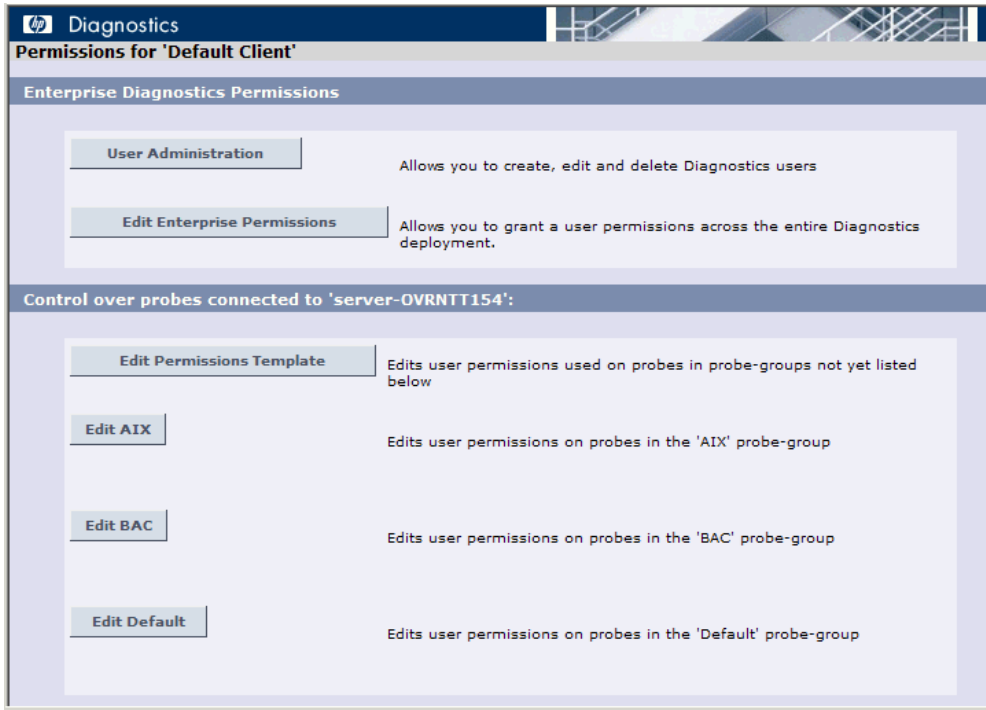 hp Diagnostics
Permissions for 'Default Client'
Enterprise Diagnostics Permissions
User Administration
Allows you to create, edit and delete Diagnostics users
Edit Enterprise Permissions
Allows you to grant a user permissions across the entire Diagnostics
deployment.
Control over probes connected to 'server-OVRNTT154':
Edit Permissions Template
Edits user permissions used on probes in probe-groups not yet listed
below
Edit AIX
Edits user permissions on probes in the 'AIX' probe-group
Edit BAC
Edits user permissions on probes in the 'BAC' probe-group
Edit Default
Edits user permissions on probes in the 'Default' probe-group